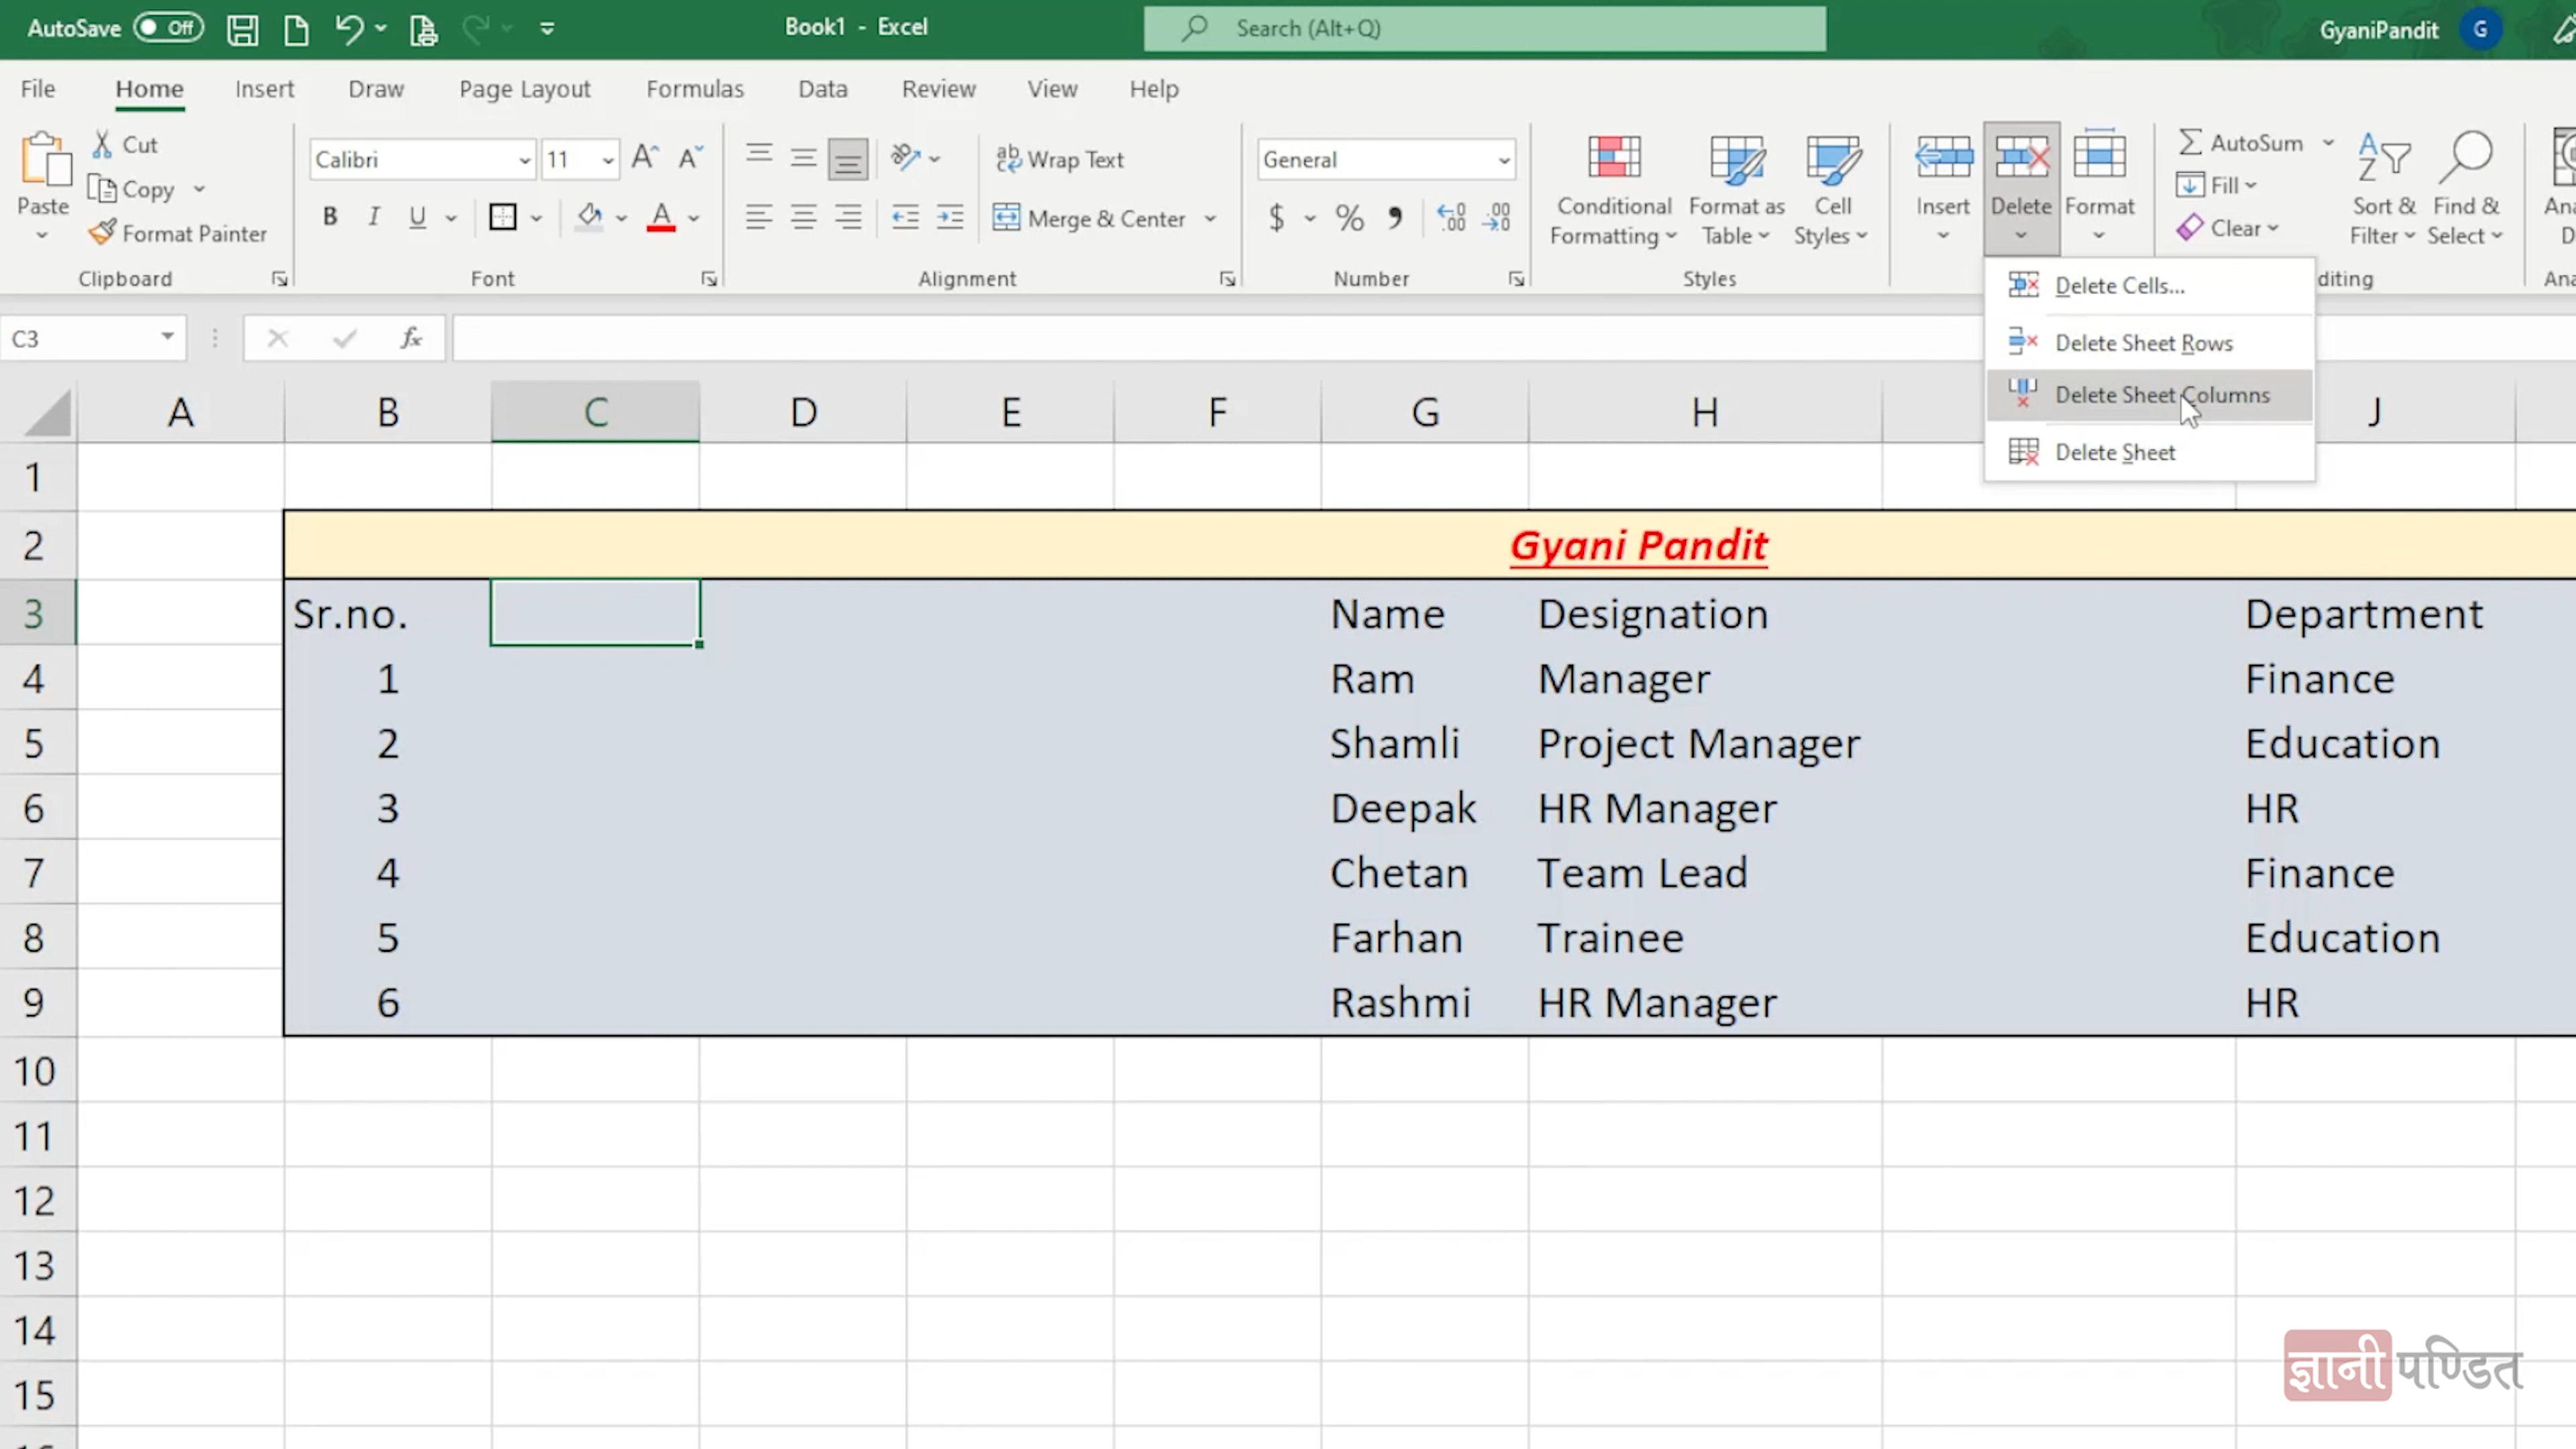 AutoSave Off Book1 - Excel Search (Alt+Q) GyaniPandit G
File Home Insert Draw Page Layout Formulas Data Review View Help
Paste Cut Copy Format Painter
Clipboard
Calibri 11 A A
B I U A
Font
Wrap Text
Merge & Center
Alignment
General
$ % , .0 .00
Number
Conditional Formatting Format as Table Cell Styles
Styles
Insert Delete Format
AutoSum
Fill
Clear
Sort & Filter Find & Select
diting
Delete Cells...
Delete Sheet Rows
Delete Sheet Columns
Delete Sheet
C3 fx
A B C D E F G H J
1
2 Gyani Pandit
3 Sr.no. Name Designation Department
4 1 Ram Manager Finance
5 2 Shamli Project Manager Education
6 3 Deepak HR Manager HR
7 4 Chetan Team Lead Finance
8 5 Farhan Trainee Education
9 6 Rashmi HR Manager HR
10
11
12
13
14
15
ज्ञानी पण्डित